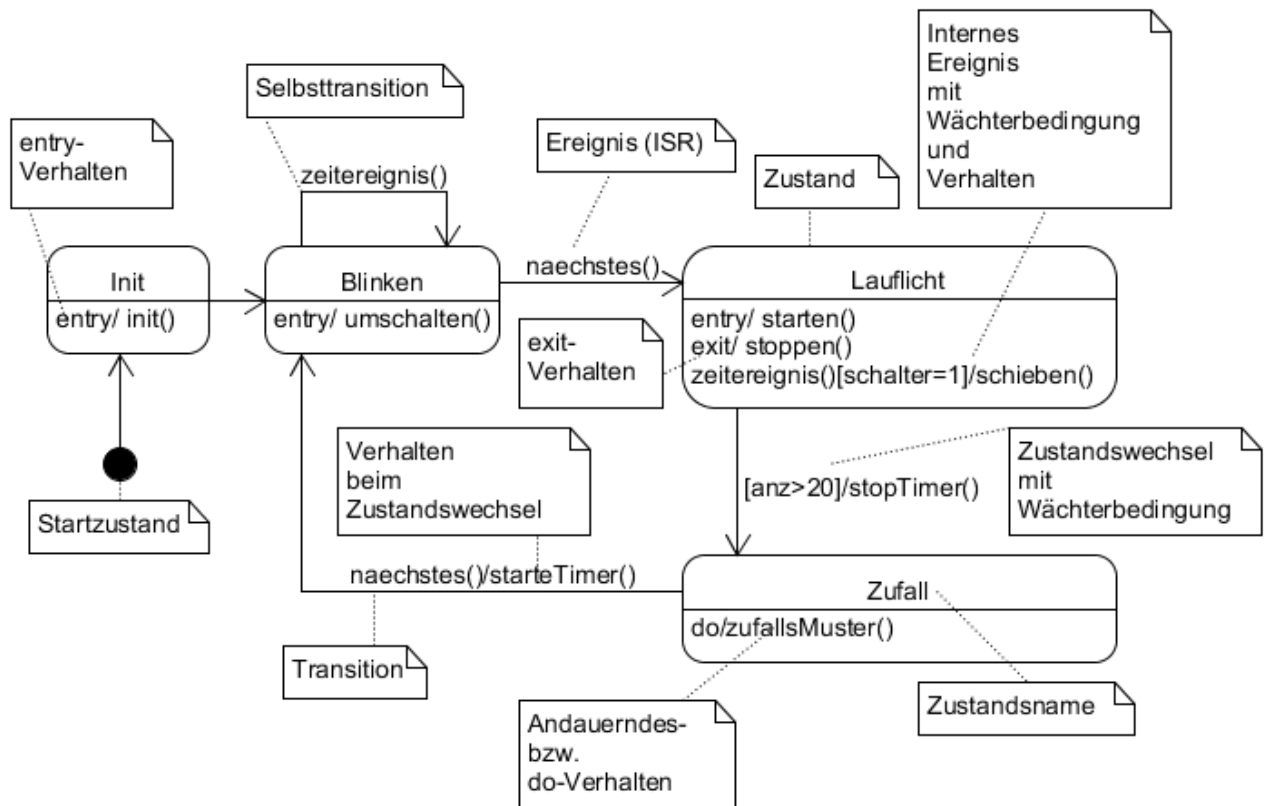 Internes
Ereignis
mit
Wächterbedingung
und
Verhalten
Selbsttransition
entry-
Verhalten
Ereignis (ISR)
Zustand
zeitereignis()
Init
entry/ init()
Blinken
entry/ umschalten()
naechstes()
Lauflicht
entry/ starten()
exit/ stoppen()
zeitereignis()[schalter=1]/schieben()
exit-
Verhalten
Verhalten
beim
Zustandswechsel
[anz>20]/stopTimer()
Zustandswechsel
mit
Wächterbedingung
Startzustand
naechstes()/starteTimer()
Zufall
do/zufallsMuster()
Transition
Andauerndes-
bzw.
do-Verhalten
Zustandsname